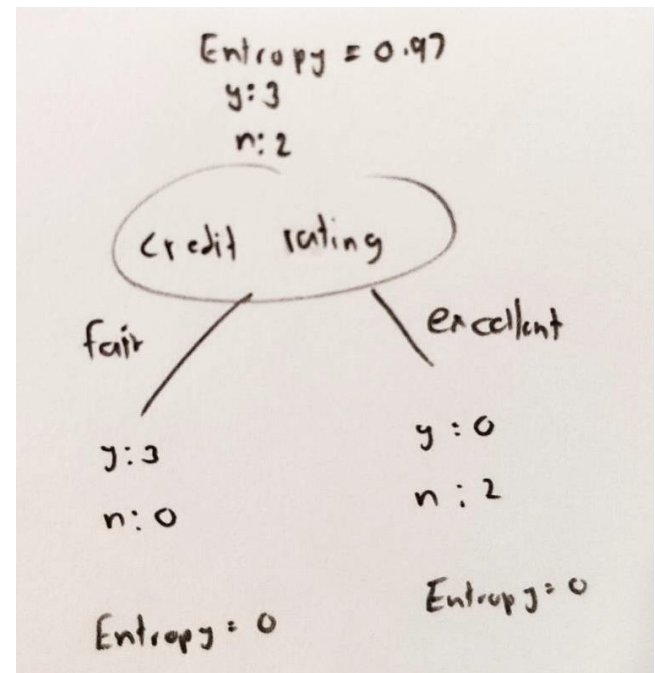 Entropy = 0.97
y: 3
n: 2
credit rating
fair
excellent
y: 3
n: 0
y : 0
n : 2
Entropy = 0
Entropy = 0